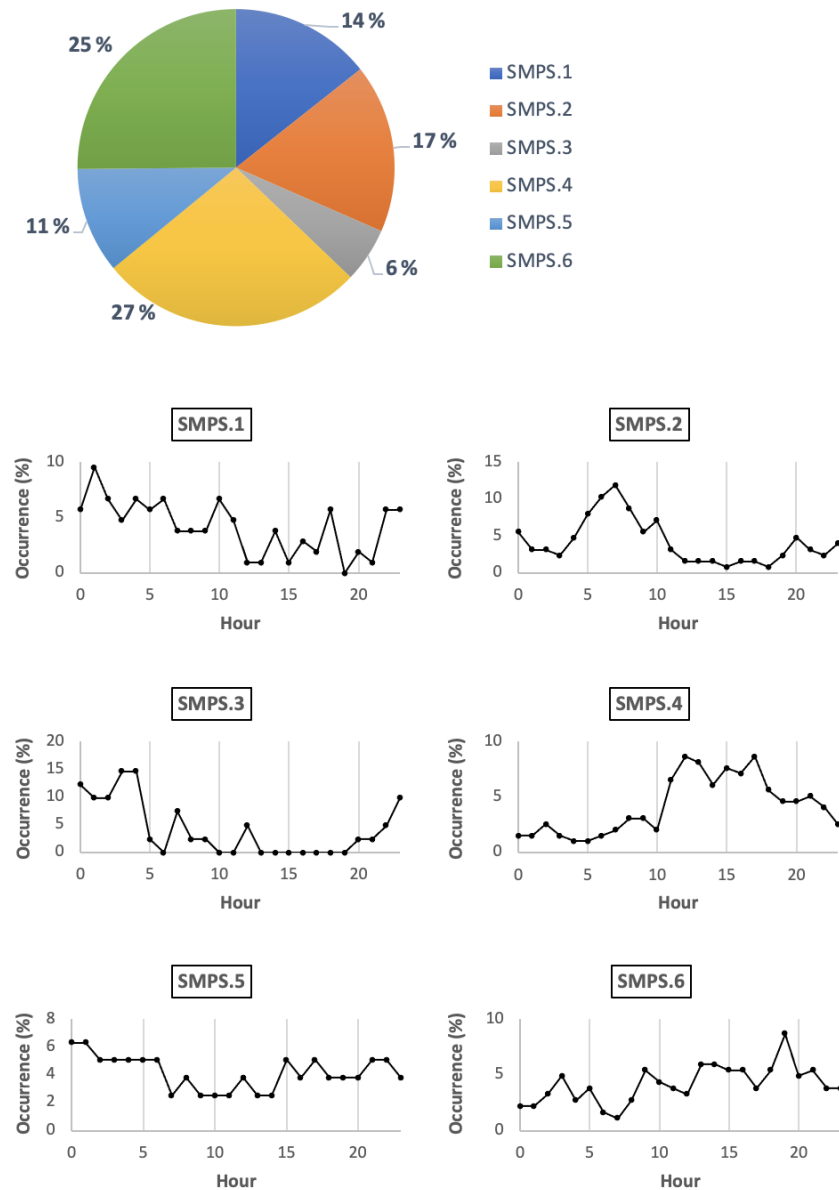 25 %
14 %
17 %
6 %
27 %
11 %
SMPS.1
SMPS.2
SMPS.3
SMPS.4
SMPS.5
SMPS.6
SMPS.1
Occurrence (%)
10
5
0
0 5 10 15 20
Hour
SMPS.2
Occurrence (%)
15
10
5
0
0 5 10 15 20
Hour
SMPS.3
Occurrence (%)
20
15
10
5
0
0 5 10 15 20
Hour
SMPS.4
Occurrence (%)
10
5
0
0 5 10 15 20
Hour
SMPS.5
Occurrence (%)
8
6
4
2
0
0 5 10 15 20
Hour
SMPS.6
Occurrence (%)
10
5
0
0 5 10 15 20
Hour